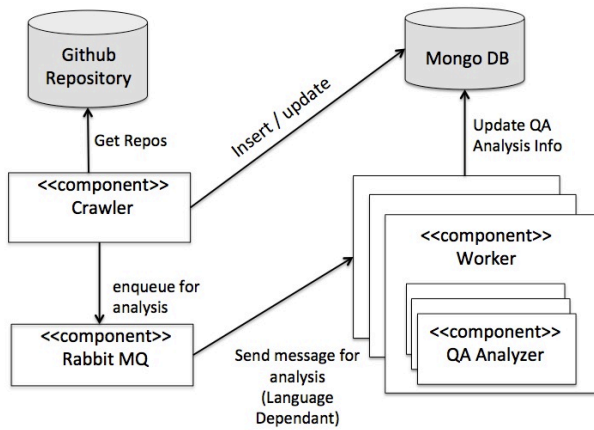 Github
Repository
Mongo DB
Get Repos
Insert / update
Update QA
Analysis Info
<<component>>
Crawler
<<component>>
Worker
enqueue for
analysis
<<component>>
Rabbit MQ
Send message for
analysis
(Language
Dependant)
<<component>>
QA Analyzer